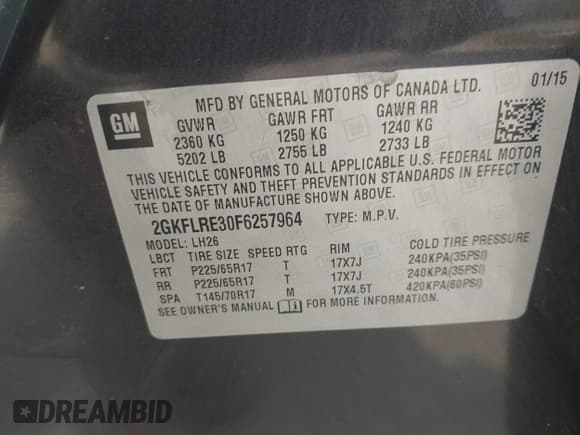 MFD BY GENERAL MOTORS OF CANADA LTD. 01/15
GM
GVWR GAWR FRT GAWR RR
2360 KG 1250 KG 1240 KG
5202 LB 2755 LB 2733 LB
THIS VEHICLE CONFORMS TO ALL APPLICABLE U.S. FEDERAL MOTOR
VEHICLE SAFETY AND THEFT PREVENTION STANDARDS IN EFFECT ON
THE DATE OF MANUFACTURE SHOWN ABOVE.
2GKFLRE30F6257964 TYPE: M.P.V.
MODEL: LH26
LBCT TIRE SIZE SPEED RTG RIM COLD TIRE PRESSURE
FRT P225/65R17 T 17X7J 240KPA(35PSI)
RR P225/65R17 T 17X7J 240KPA(35PSI)
SPA T145/70R17 M 17X4.5T 420KPA(60PSI)
SEE OWNER'S MANUAL FOR MORE INFORMATION
DREAMBID